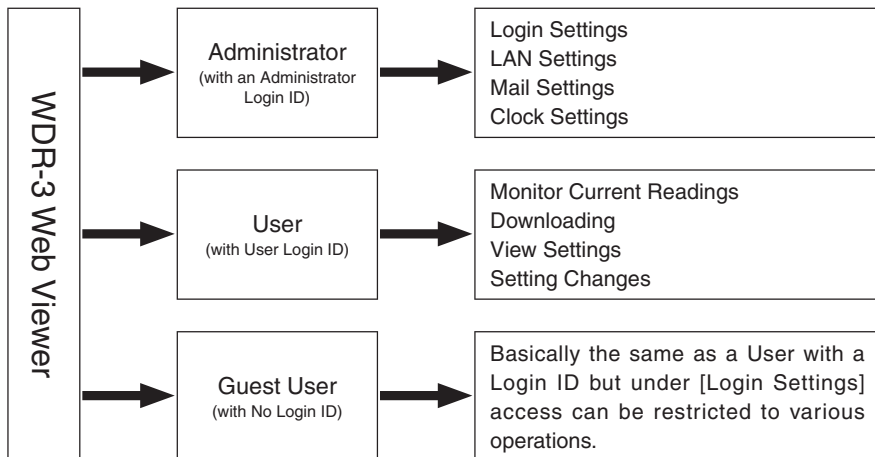 WDR-3 Web Viewer
Administrator
(with an Administrator
Login ID)
Login Settings
LAN Settings
Mail Settings
Clock Settings
User
(with User Login ID)
Monitor Current Readings
Downloading
View Settings
Setting Changes
Guest User
(with No Login ID)
Basically the same as a User with a
Login ID but under [Login Settings]
access can be restricted to various
operations.